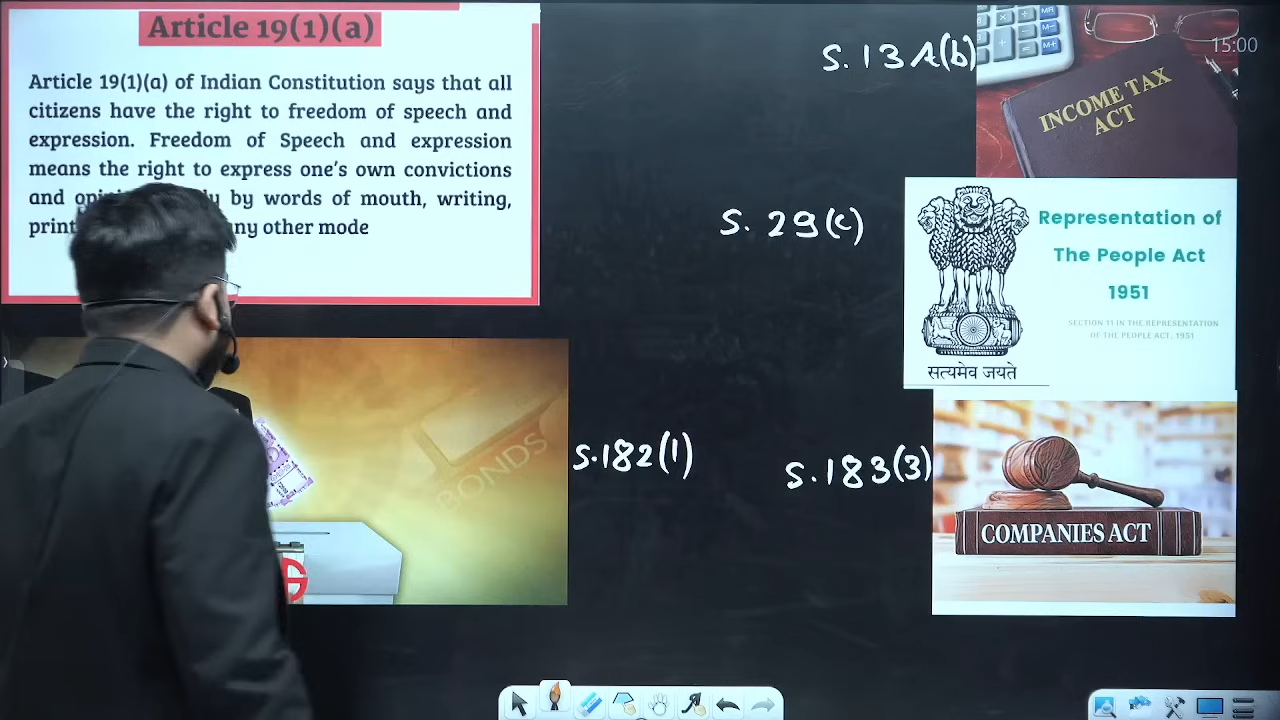 Article 19(1)(a)
Article 19(1)(a) of Indian Constitution says that all
citizens have the right to freedom of speech and
expression. Freedom of Speech and expression
means the right to express one's own convictions
and by words of mouth, writing,
any other mode
S. 13A(b)
15:00
INCOME TAX
ACT
MR
M-
M+
S. 29(c)
Representation of
The People Act
1951
SECTION 11 IN THE REPRESENTATION
OF THE PEOPLE ACT, 1951
सत्यमेव जयते
BONDS
S.182(1)
S.183(3)
COMPANIES ACT